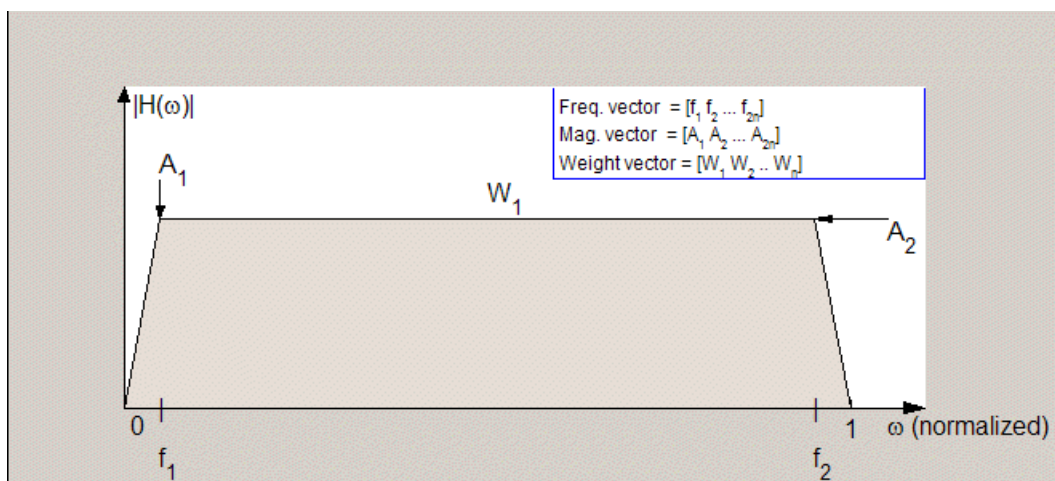 |H(ω)|
Freq. vector = [f₁ f₂ ... f₂ₙ]
Mag. vector = [A₁ A₂ ... A₂ₙ]
Weight vector = [W₁ W₂ .. Wₙ]
A₁
W₁
A₂
0
1
ω (normalized)
f₁
f₂